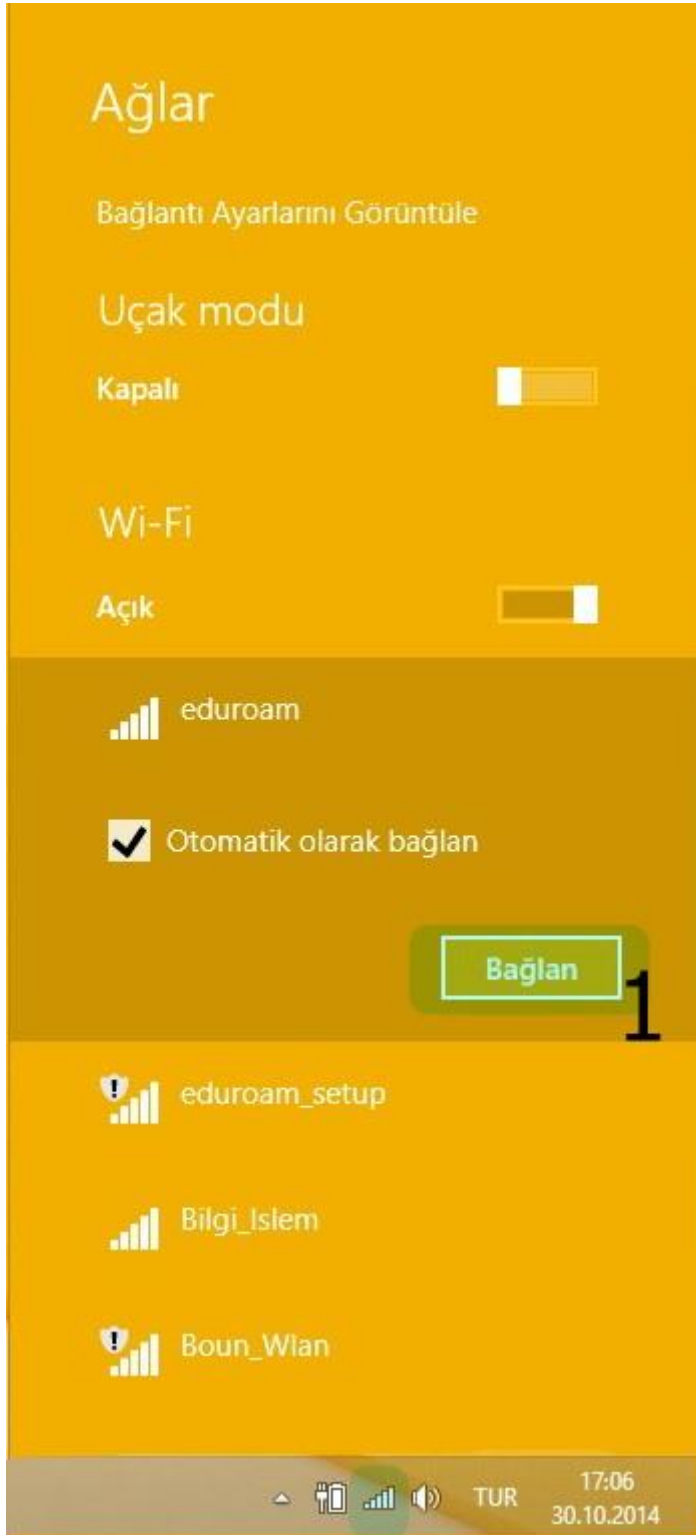 Ağlar
Bağlantı Ayarlarını Görüntüle
Uçak modu
Kapalı
Wi-Fi
Açık
eduroam
Otomatik olarak bağlan
Bağlan
1
eduroam_setup
Bilgi_Islem
Boun_Wlan
TUR 17:06
30.10.2014